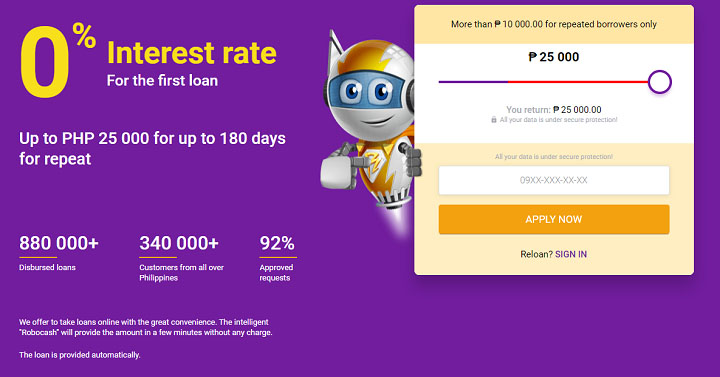 0%
Interest rate
For the first loan
Up to PHP 25 000 for up to 180 days
for repeat
880 000+
Disbursed loans
340 000+
Customers from all over
Philippines
92%
Approved
requests
We offer to take loans online with the great convenience. The intelligent
"Robocash" will provide the amount in a few minutes without any charge.
The loan is provided automatically.
More than ₱ 10 000.00 for repeated borrowers only
₱ 25 000
You return: ₱ 25 000.00
All your data is under secure protection!
All your data is under secure protection!
09XX-XXX-XX-XX
APPLY NOW
Reloan? SIGN IN